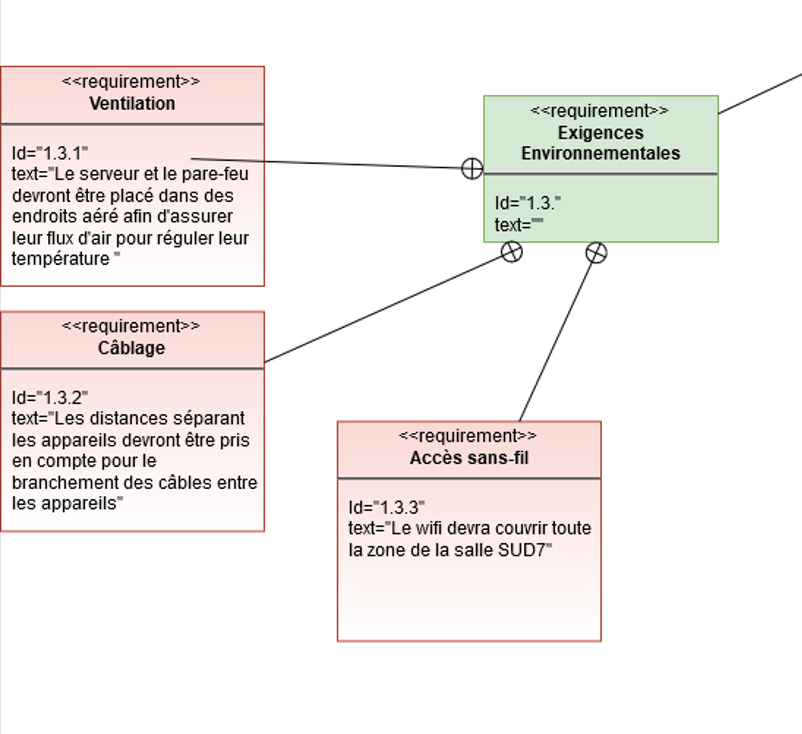 <<requirement>>
Ventilation
Id="1.3.1"
text="Le serveur et le pare-feu
devront être placé dans des
endroits aéré afin d'assurer
leur flux d'air pour réguler leur
température "
<<requirement>>
Exigences
Environnementales
Id="1.3."
text=""
<<requirement>>
Câblage
Id="1.3.2"
text="Les distances séparant
les appareils devront être pris
en compte pour le
branchement des câbles entre
les appareils"
<<requirement>>
Accès sans-fil
Id="1.3.3"
text="Le wifi devra couvrir toute
la zone de la salle SUD7"